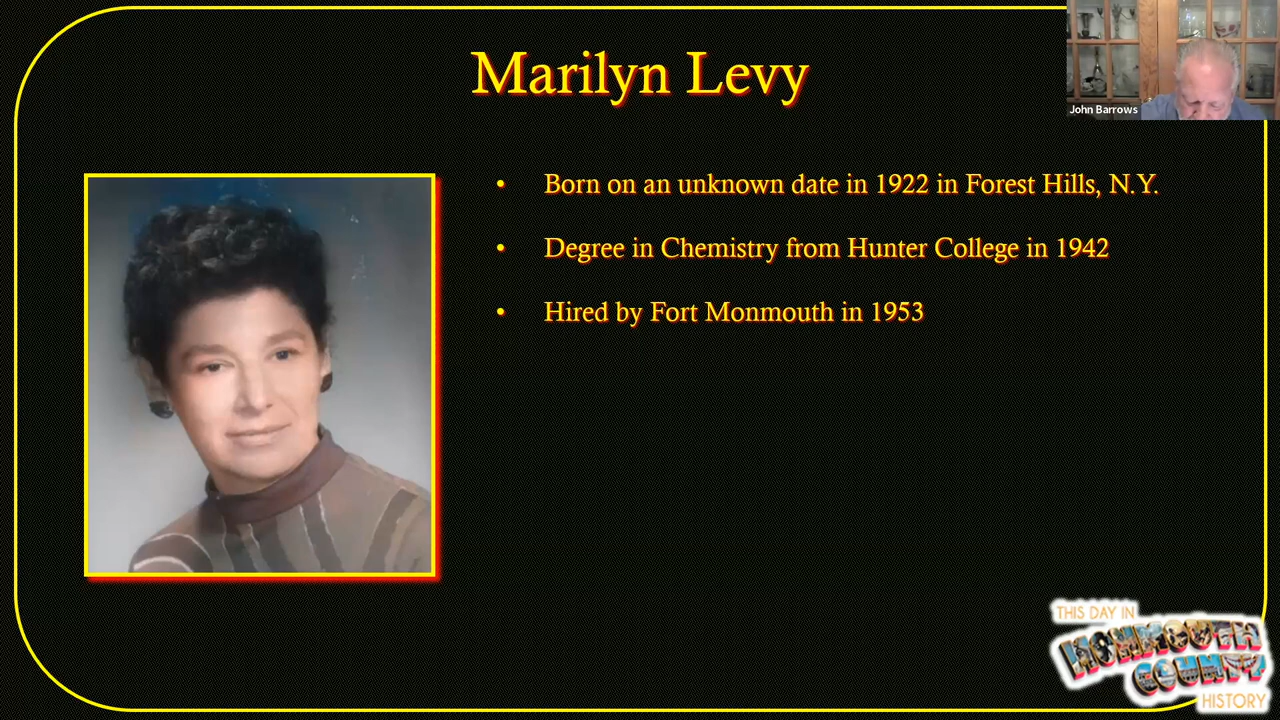 Marilyn Levy
John Barrows
• Born on an unknown date in 1922 in Forest Hills, N.Y.
• Degree in Chemistry from Hunter College in 1942
• Hired by Fort Monmouth in 1953
THIS DAY IN
MONMOUTH
COUNTY
HISTORY